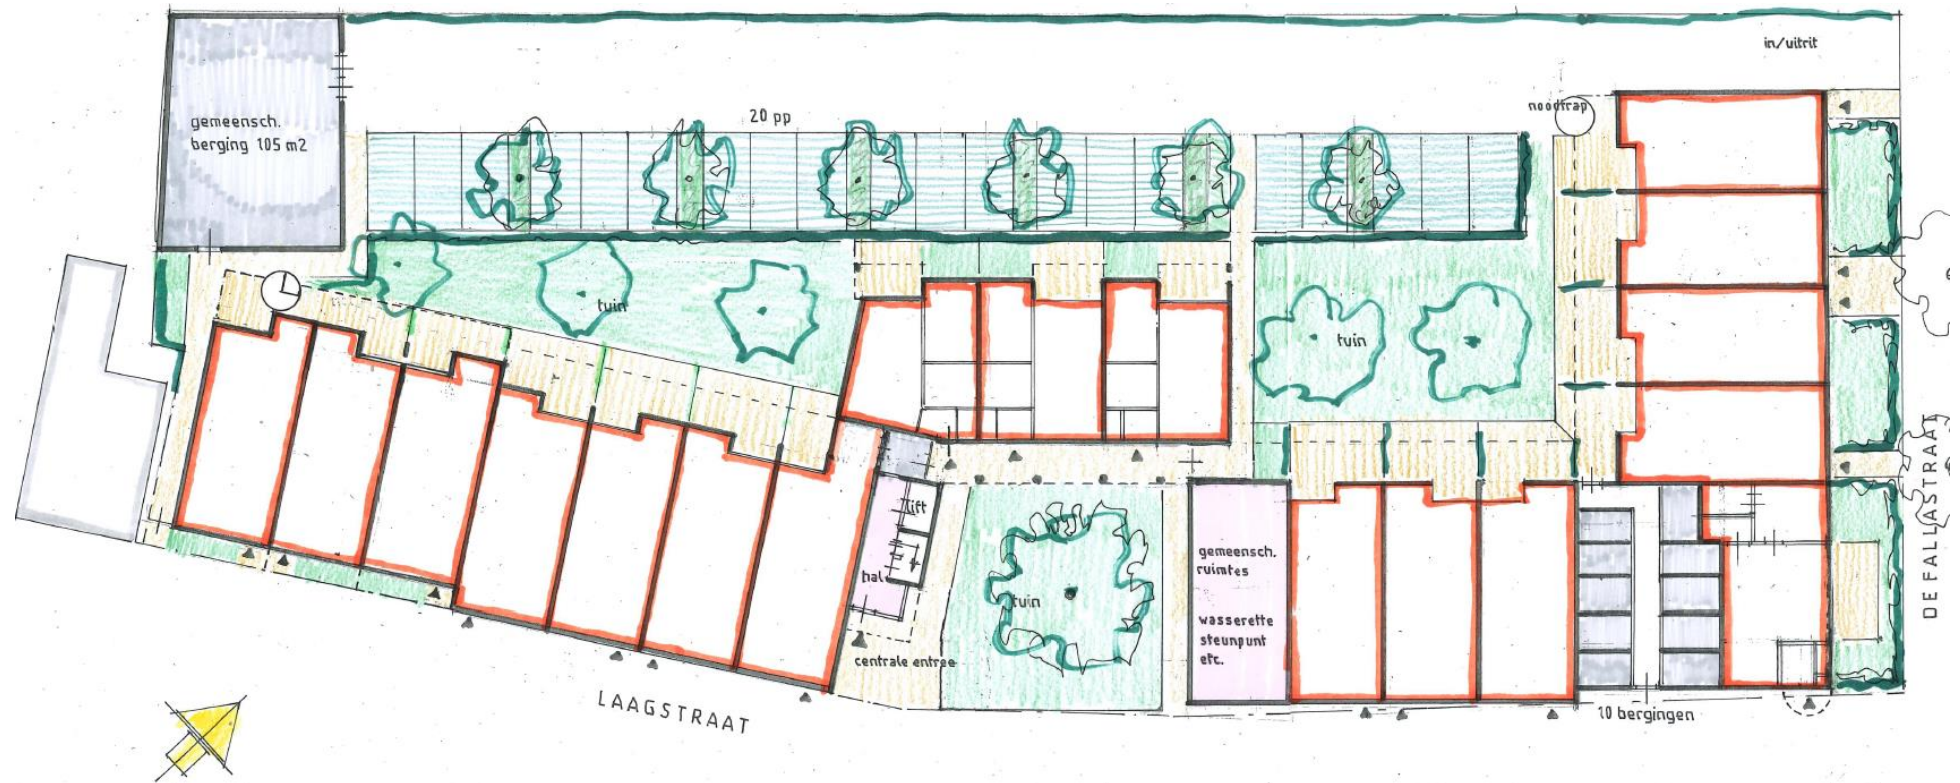 in/uitrit
noodtrap
20 pp
gemeensch.
berging 105 m2
tuin
tuin
lift
hal
tuin
gemeensch.
ruimtes
wasserette
steunpunt
etc.
centrale entree
LAAGSTRAAT
10 bergingen
DE FALLASTRAAT